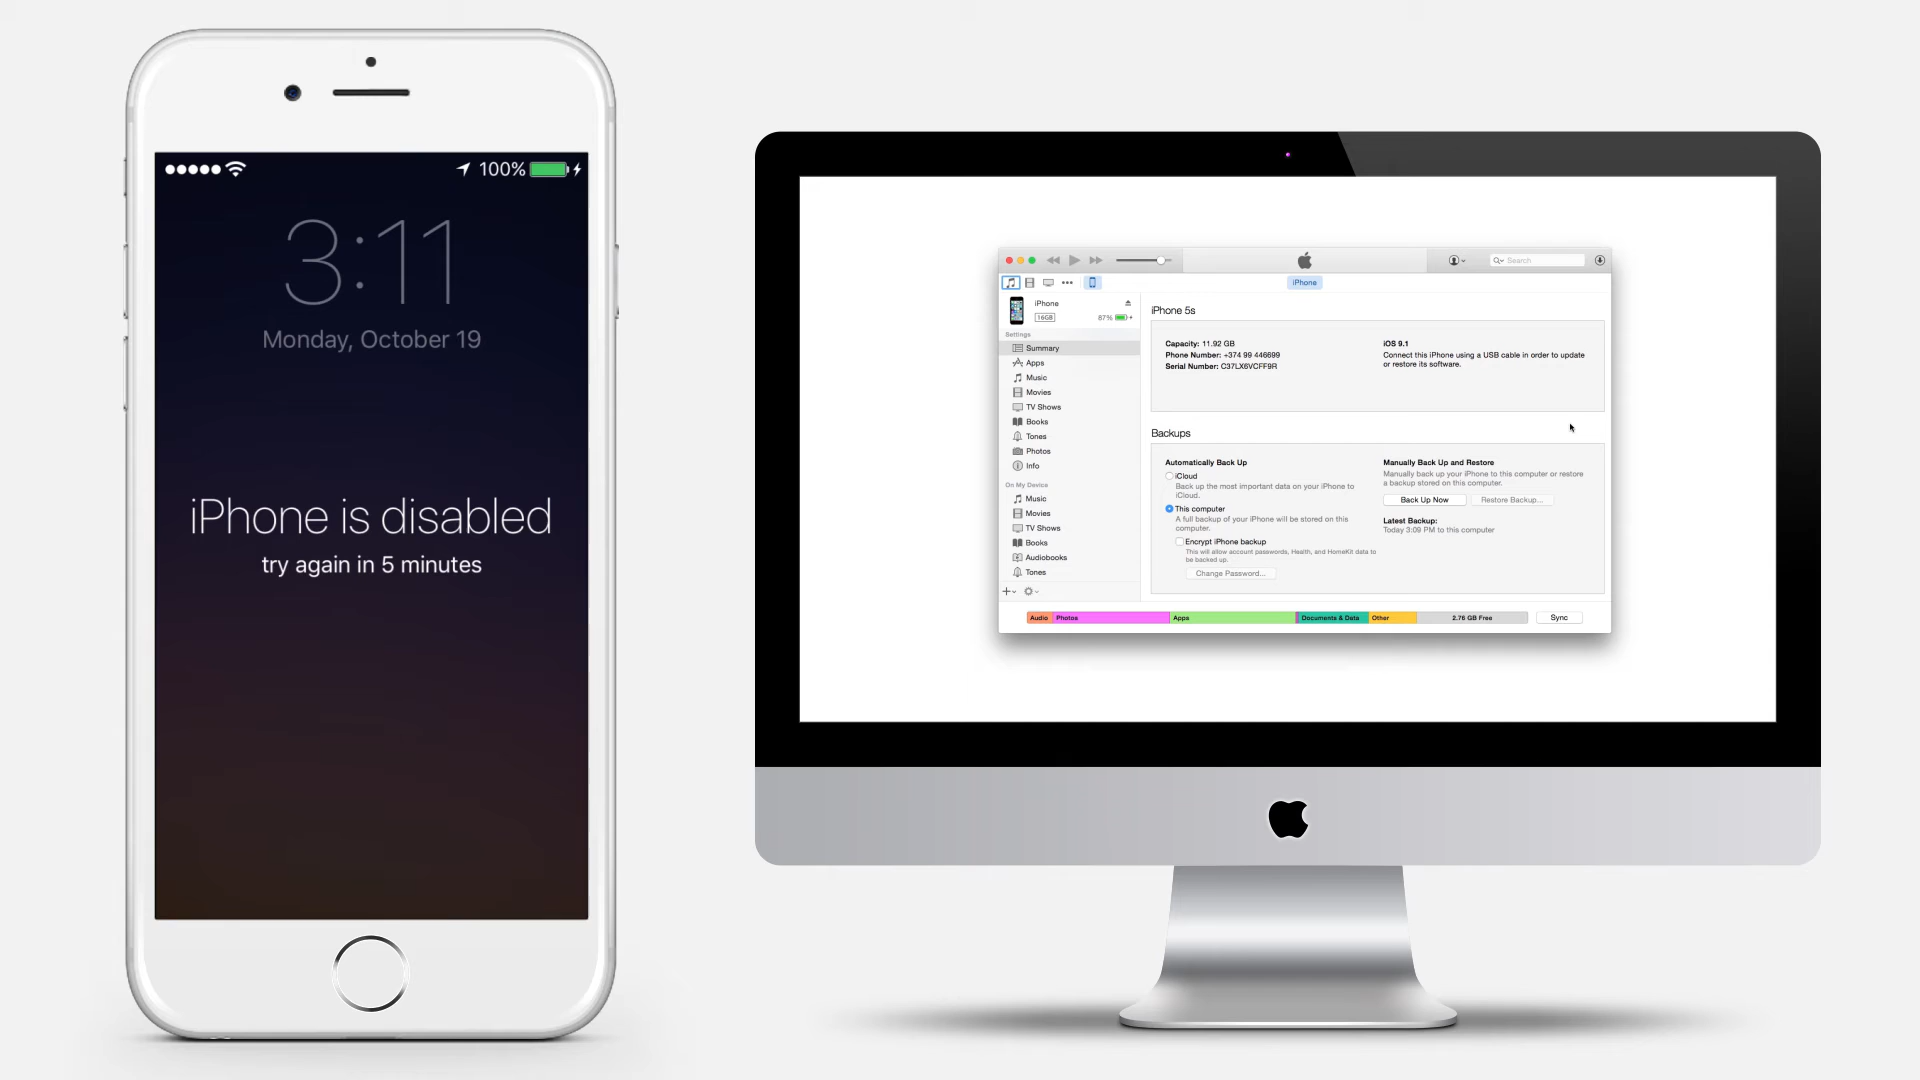 100%
3:11
Monday, October 19
iPhone is disabled
try again in 5 minutes
Search
iPhone
iPhone
16GB
87%
Settings
Summary
Apps
Music
Movies
TV Shows
Books
Tones
Photos
Info
On My Device
Music
Movies
TV Shows
Books
Audiobooks
Tones
iPhone 5s
Capacity: 11.92 GB
Phone Number: +374 99 446699
Serial Number: C37LX6VCFF9R
iOS 9.1
Connect this iPhone using a USB cable in order to update
or restore its software.
Backups
Automatically Back Up
iCloud
Back up the most important data on your iPhone to
iCloud.
This computer
A full backup of your iPhone will be stored on this
computer.
Encrypt iPhone backup
This will allow account passwords, Health, and HomeKit data to
be backed up.
Change Password...
Manually Back Up and Restore
Manually back up your iPhone to this computer or restore
a backup stored on this computer.
Back Up Now
Restore Backup...
Latest Backup:
Today 3:09 PM to this computer
Audio Photos Apps Documents & Data Other 2.76 GB Free
Sync